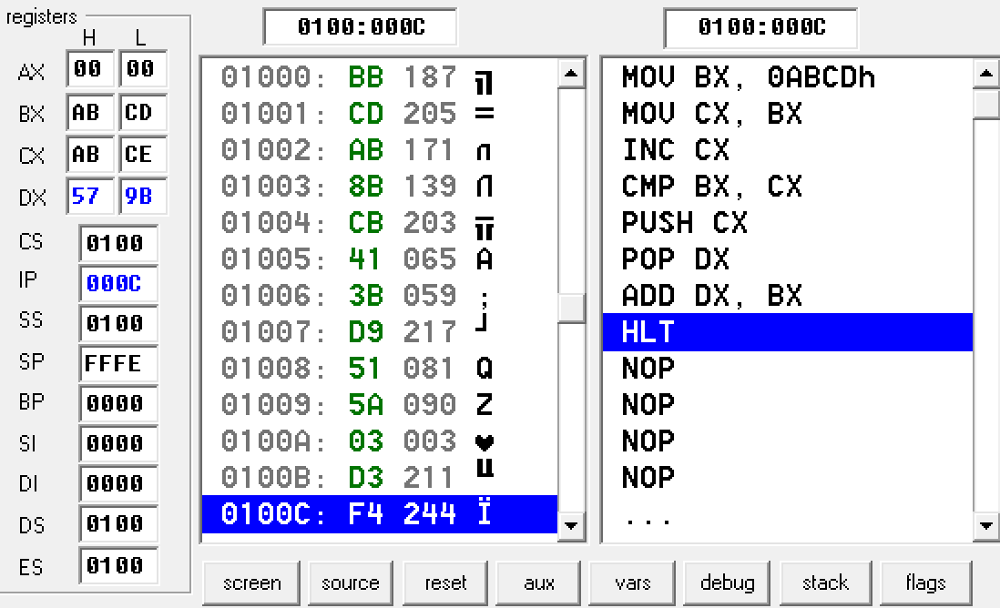 registers
H L
AX 00 00
BX AB CD
CX AB CE
DX 57 9B
CS 0100
IP 000C
SS 0100
SP FFFE
BP 0000
SI 0000
DI 0000
DS 0100
ES 0100
0100:000C
01000: BB 187 ╗
01001: CD 205 =
01002: AB 171 п
01003: 8B 139 Л
01004: CB 203 ╦
01005: 41 065 A
01006: 3B 059 ;
01007: D9 217 ┘
01008: 51 081 Q
01009: 5A 090 Z
0100A: 03 003 ♥
0100B: D3 211 ╙
0100C: F4 244 Ï
0100:000C
MOV BX, 0ABCDh
MOV CX, BX
INC CX
CMP BX, CX
PUSH CX
POP DX
ADD DX, BX
HLT
NOP
NOP
NOP
NOP
...
screen source reset aux vars debug stack flags